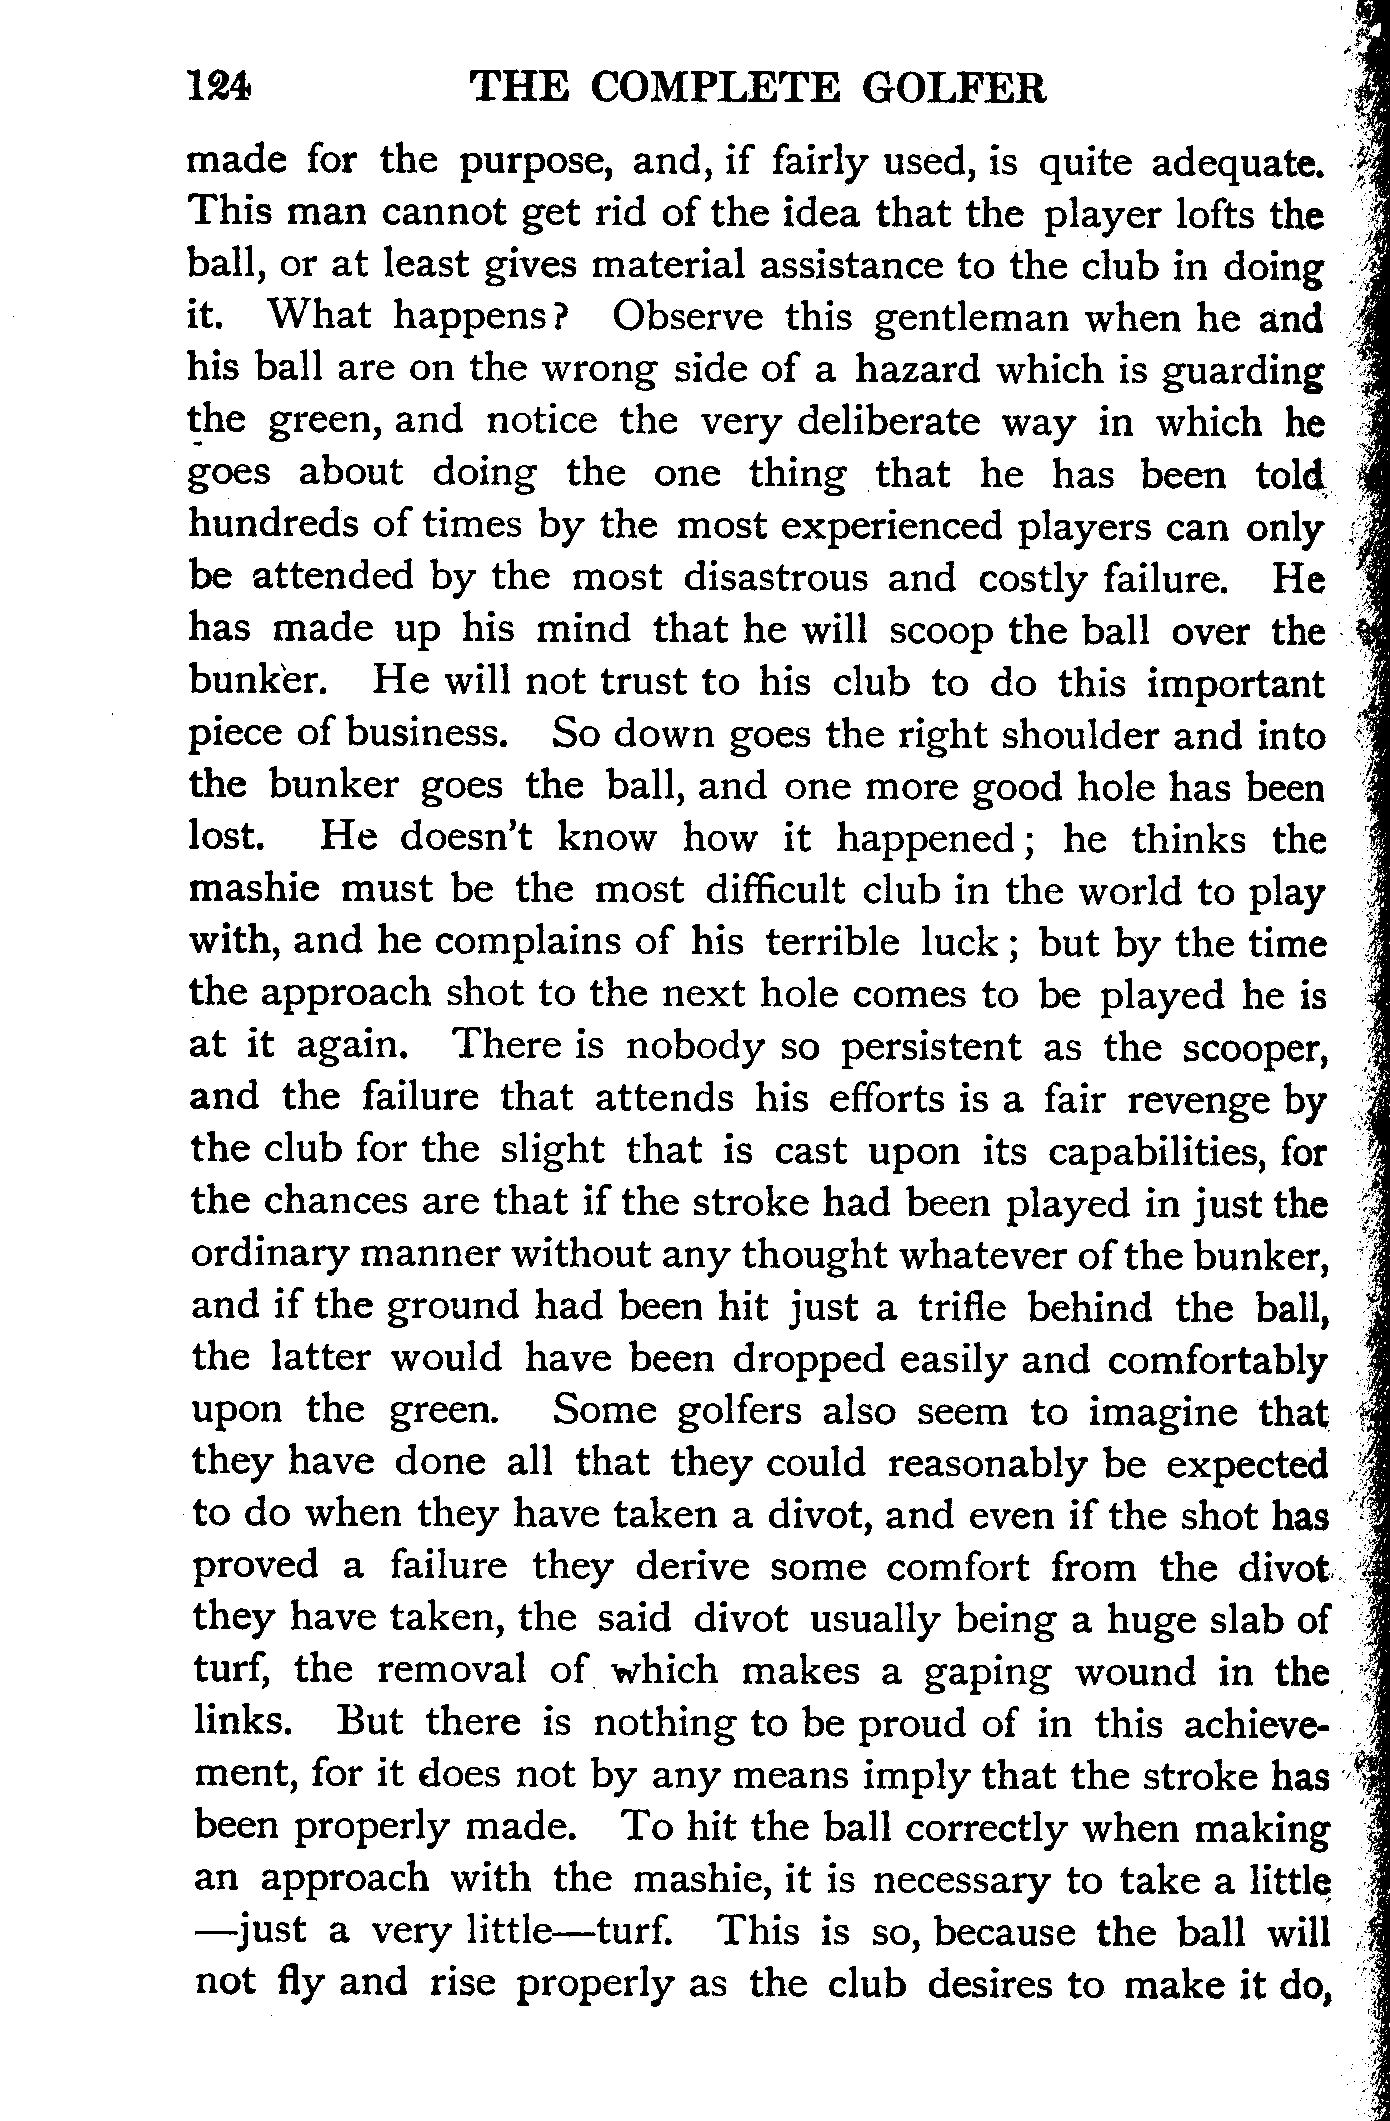 124 THE COMPLETE GOLFER
made for the purpose, and, if fairly used, is quite adequate.
This man cannot get rid of the idea that the player lofts the
ball, or at least gives material assistance to the club in doing
it. What happens? Observe this gentleman when he and
his ball are on the wrong side of a hazard which is guarding
the green, and notice the very deliberate way in which he
goes about doing the one thing that he has been told
hundreds of times by the most experienced players can only
be attended by the most disastrous and costly failure. He
has made up his mind that he will scoop the ball over the
bunker. He will not trust to his club to do this important
piece of business. So down goes the right shoulder and into
the bunker goes the ball, and one more good hole has been
lost. He doesn't know how it happened; he thinks the
mashie must be the most difficult club in the world to play
with, and he complains of his terrible luck; but by the time
the approach shot to the next hole comes to be played he is
at it again. There is nobody so persistent as the scooper,
and the failure that attends his efforts is a fair revenge by
the club for the slight that is cast upon its capabilities, for
the chances are that if the stroke had been played in just the
ordinary manner without any thought whatever of the bunker,
and if the ground had been hit just a trifle behind the ball,
the latter would have been dropped easily and comfortably
upon the green. Some golfers also seem to imagine that
they have done all that they could reasonably be expected
to do when they have taken a divot, and even if the shot has
proved a failure they derive some comfort from the divot
they have taken, the said divot usually being a huge slab of
turf, the removal of which makes a gaping wound in the
links. But there is nothing to be proud of in this achieve-
ment, for it does not by any means imply that the stroke has
been properly made. To hit the ball correctly when making
an approach with the mashie, it is necessary to take a little
—just a very little—turf. This is so, because the ball will
not fly and rise properly as the club desires to make it do,